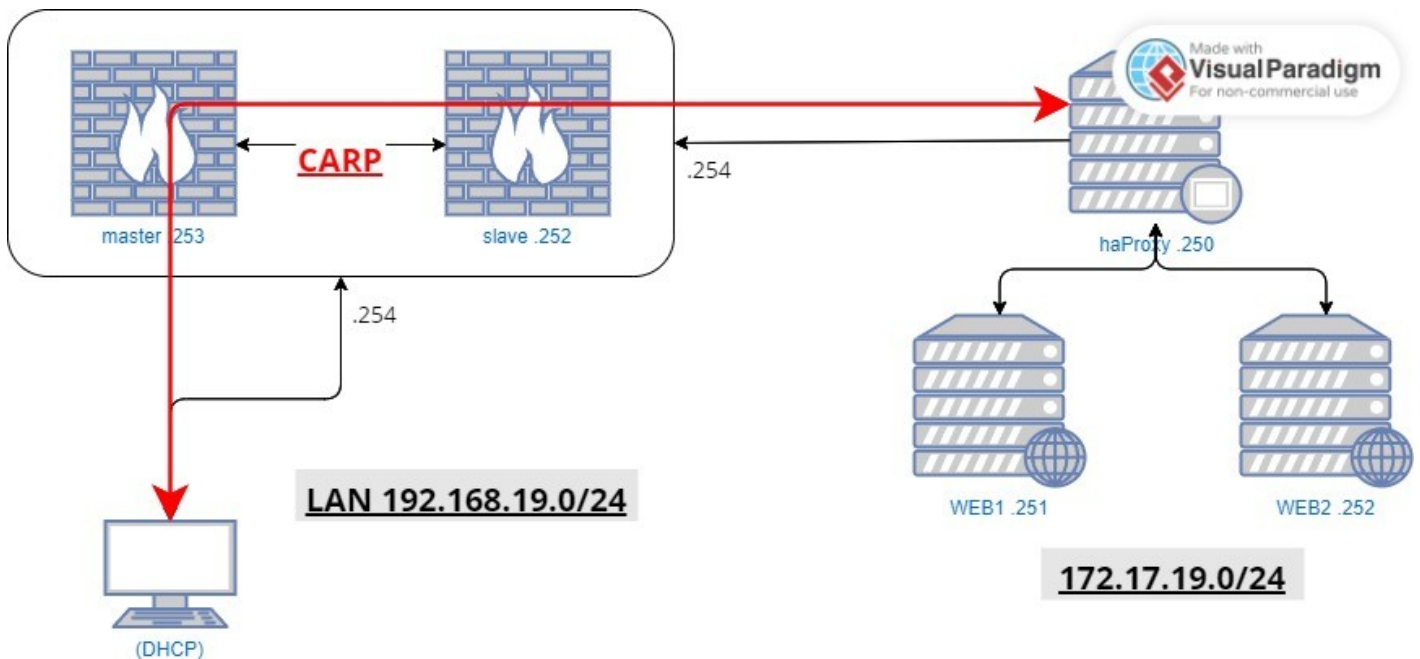 Made with
Visual Paradigm
For non-commercial use
CARP
.254
master .253
slave .252
haProxy .250
.254
LAN 192.168.19.0/24
WEB1 .251
WEB2 .252
172.17.19.0/24
(DHCP)